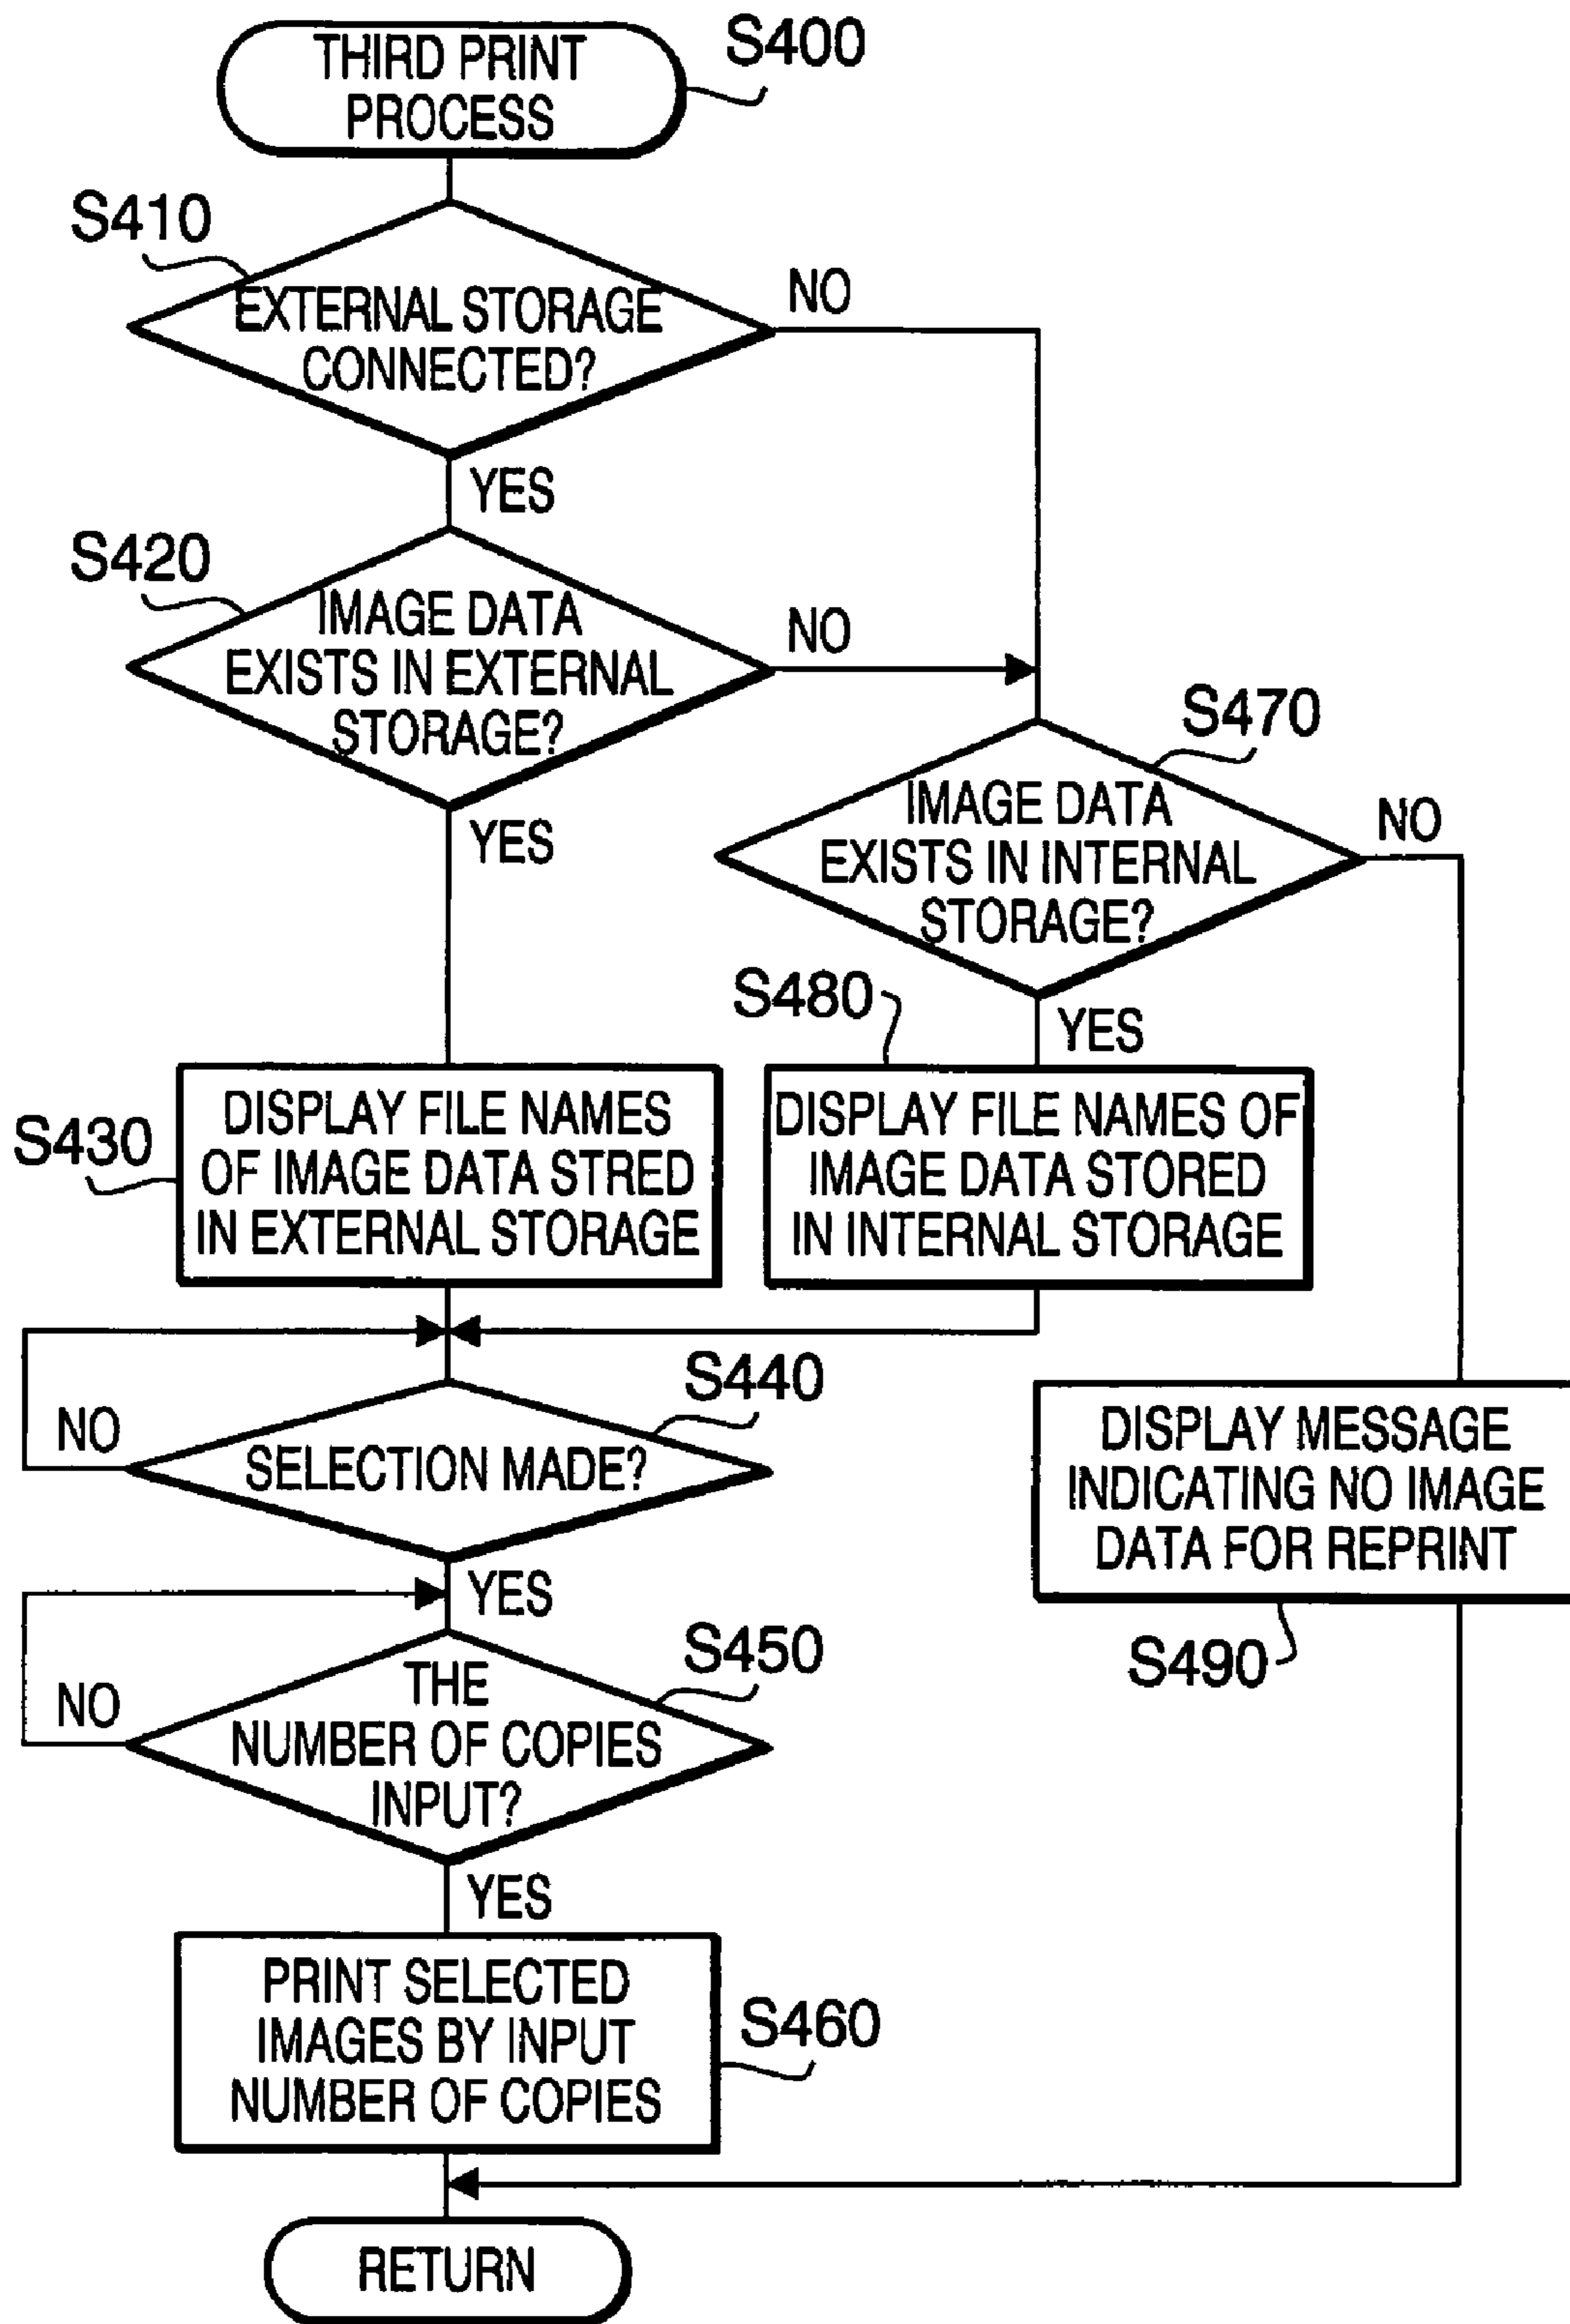 THIRD PRINT
PROCESS
S400
S410
EXTERNAL STORAGE
CONNECTED?
NO
YES
S420
IMAGE DATA
EXISTS IN EXTERNAL
STORAGE?
NO
YES
S470
IMAGE DATA
EXISTS IN INTERNAL
STORAGE?
NO
YES
S430
DISPLAY FILE NAMES
OF IMAGE DATA STRED
IN EXTERNAL STORAGE
S480
DISPLAY FILE NAMES OF
IMAGE DATA STORED
IN INTERNAL STORAGE
S440
SELECTION MADE?
NO
YES
DISPLAY MESSAGE
INDICATING NO IMAGE
DATA FOR REPRINT
S490
S450
THE
NUMBER OF COPIES
INPUT?
NO
YES
PRINT SELECTED
IMAGES BY INPUT
NUMBER OF COPIES
S460
RETURN